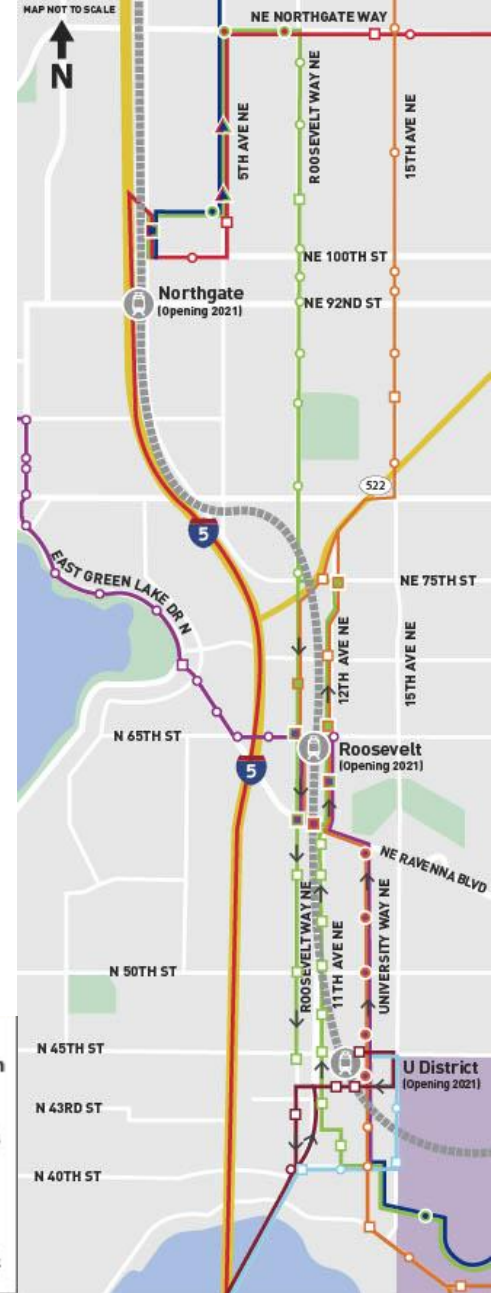 MAP NOT TO SCALE
N
NE NORTHGATE WAY
5TH AVE NE
ROOSEVELT WAY NE
15TH AVE NE
NE 100TH ST
Northgate
(Opening 2021)
NE 92ND ST
522
5
EAST GREEN LAKE DR N
NE 75TH ST
12TH AVE NE
15TH AVE NE
N 65TH ST
Roosevelt
(Opening 2021)
5
NE RAVENNA BLVD
ROOSEVELT WAY NE
11TH AVE NE
UNIVERSITY WAY NE
N 50TH ST
N 45TH ST
U District
(Opening 2021)
N 43RD ST
N 40TH ST